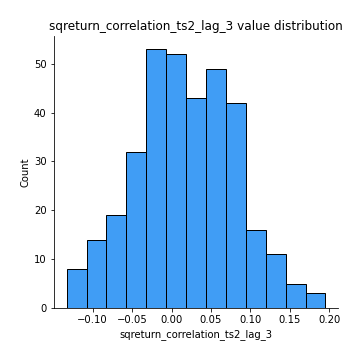 sqreturn_correlation_ts2_lag_3 value distribution
50
40
30
20
10
0
Count
−0.10 −0.05 0.00 0.05 0.10 0.15 0.20
sqreturn_correlation_ts2_lag_3